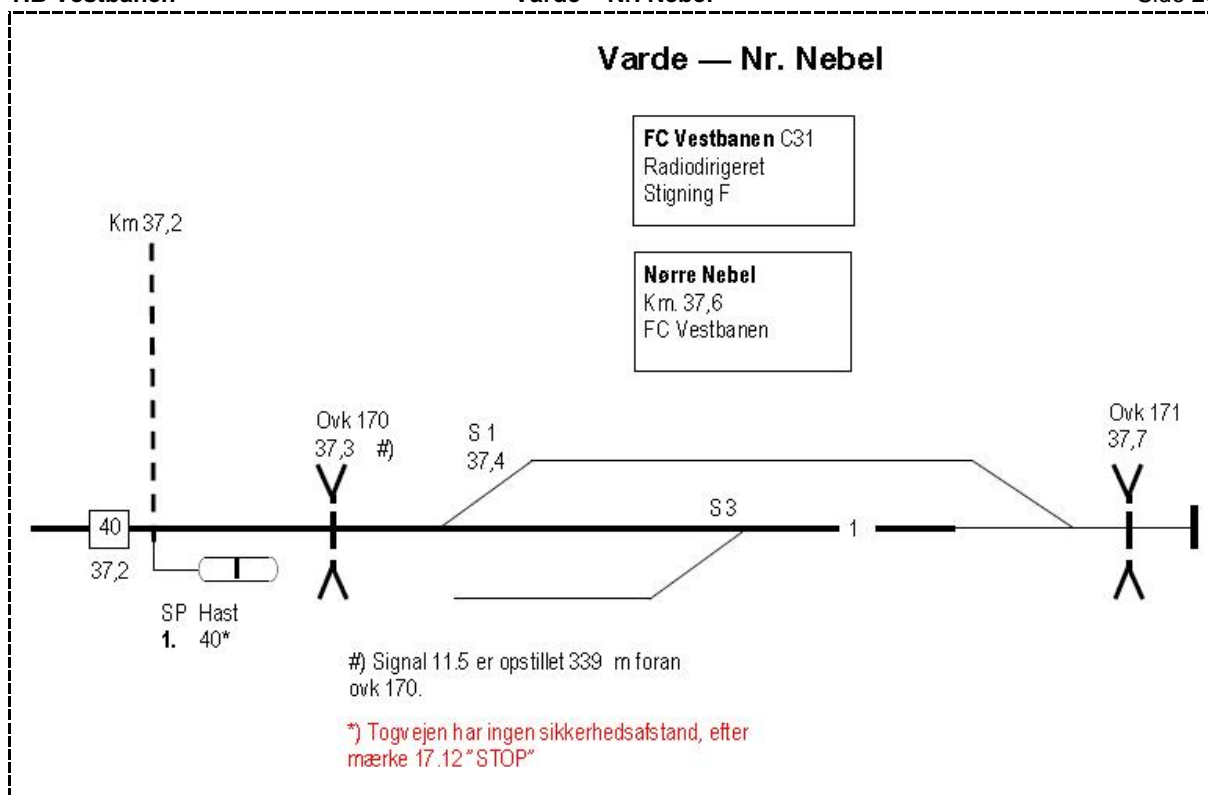 Varde — Nr. Nebel
FC Vestbanen C31
Radiodirigeret
Stigning F
Km 37,2
Nørre Nebel
Km. 37,6
FC Vestbanen
Ovk 170
37,3 #)
S 1
37,4
Ovk 171
37,7
S 3
40
1
37,2
SP Hast
1. 40*
#) Signal 11.5 er opstillet 339 m foran
ovk 170.
*) Togvejen har ingen sikkerhedsafstand, efter
mærke 17.12 "STOP"